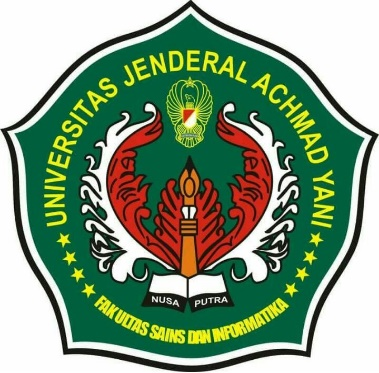 UNIVERSITAS JENDERAL ACHMAD YANI
NUSA PUTRA
FAKULTAS SAINS DAN INFORMATIKA